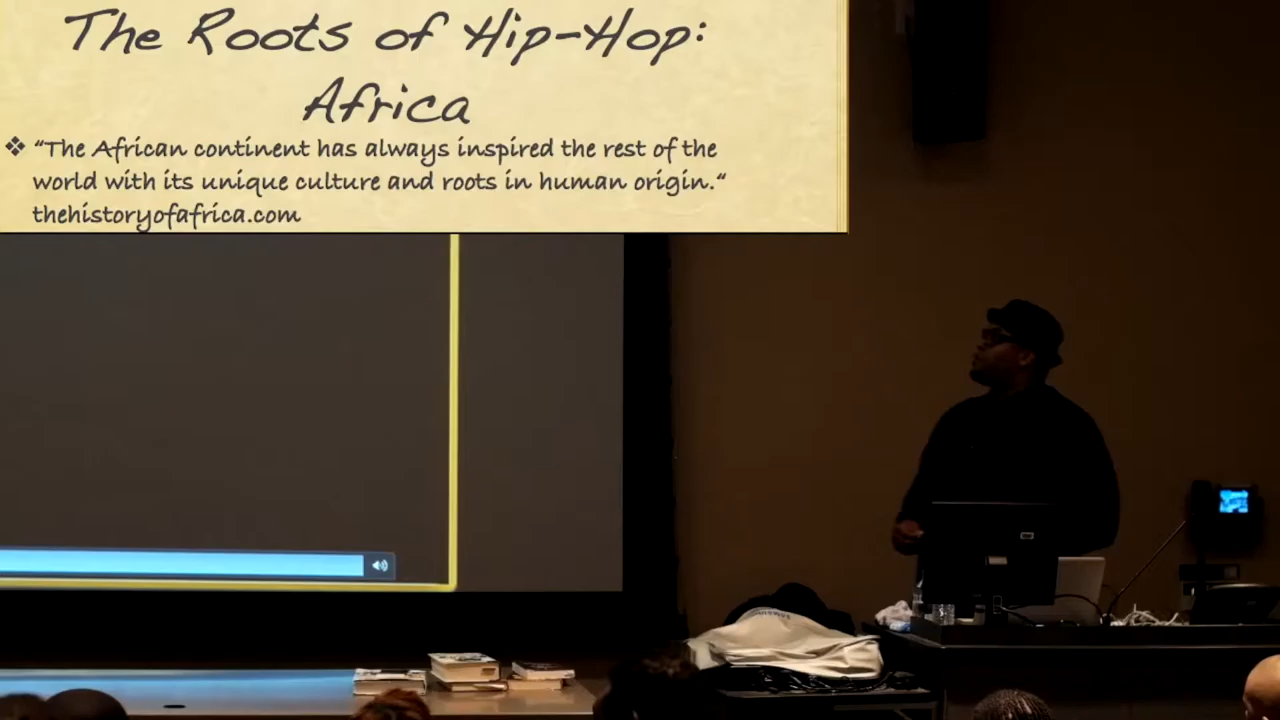 The Roots of Hip-Hop:
Africa
❖ “The African continent has always inspired the rest of the
world with its unique culture and roots in human origin.“
thehistoryofafrica.com